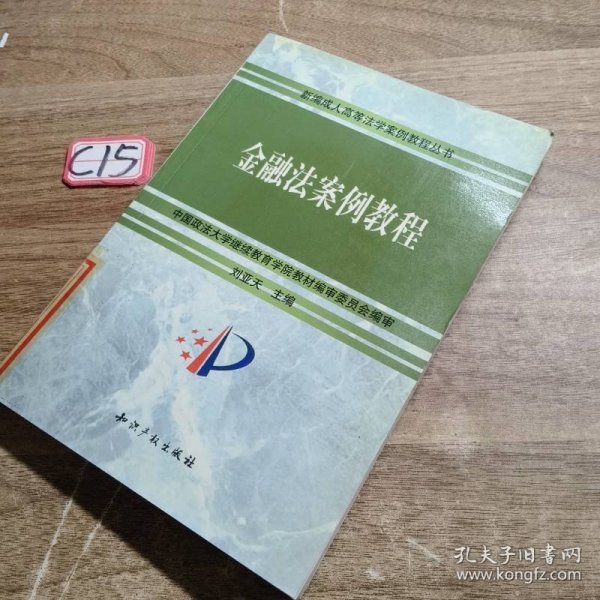 C15
新编成人高等法学案例教程丛书
金融法案例教程
中国政法大学继续教育学院教材编审委员会编审
刘亚天 主编
知识产权出版社
孔夫子旧书网
www.kongfz.com